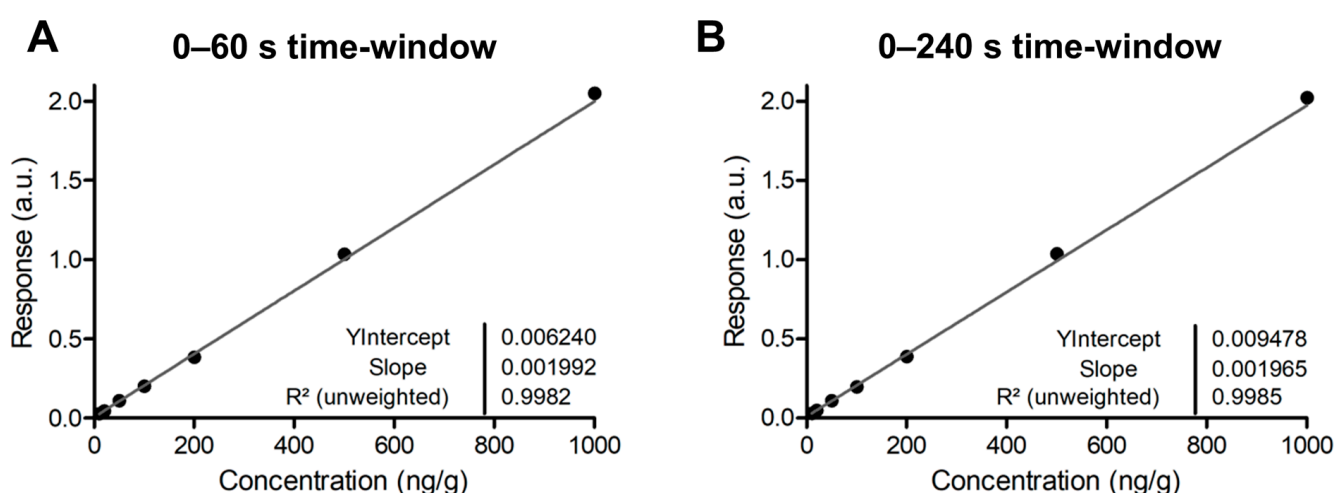 A
0–60 s time-window
Response (a.u.)
2.0
1.5
1.0
0.5
0.0
YIntercept 0.006240
Slope 0.001992
R² (unweighted) 0.9982
0 200 400 600 800 1000
Concentration (ng/g)
B
0–240 s time-window
Response (a.u.)
2.0
1.5
1.0
0.5
0.0
YIntercept 0.009478
Slope 0.001965
R² (unweighted) 0.9985
0 200 400 600 800 1000
Concentration (ng/g)